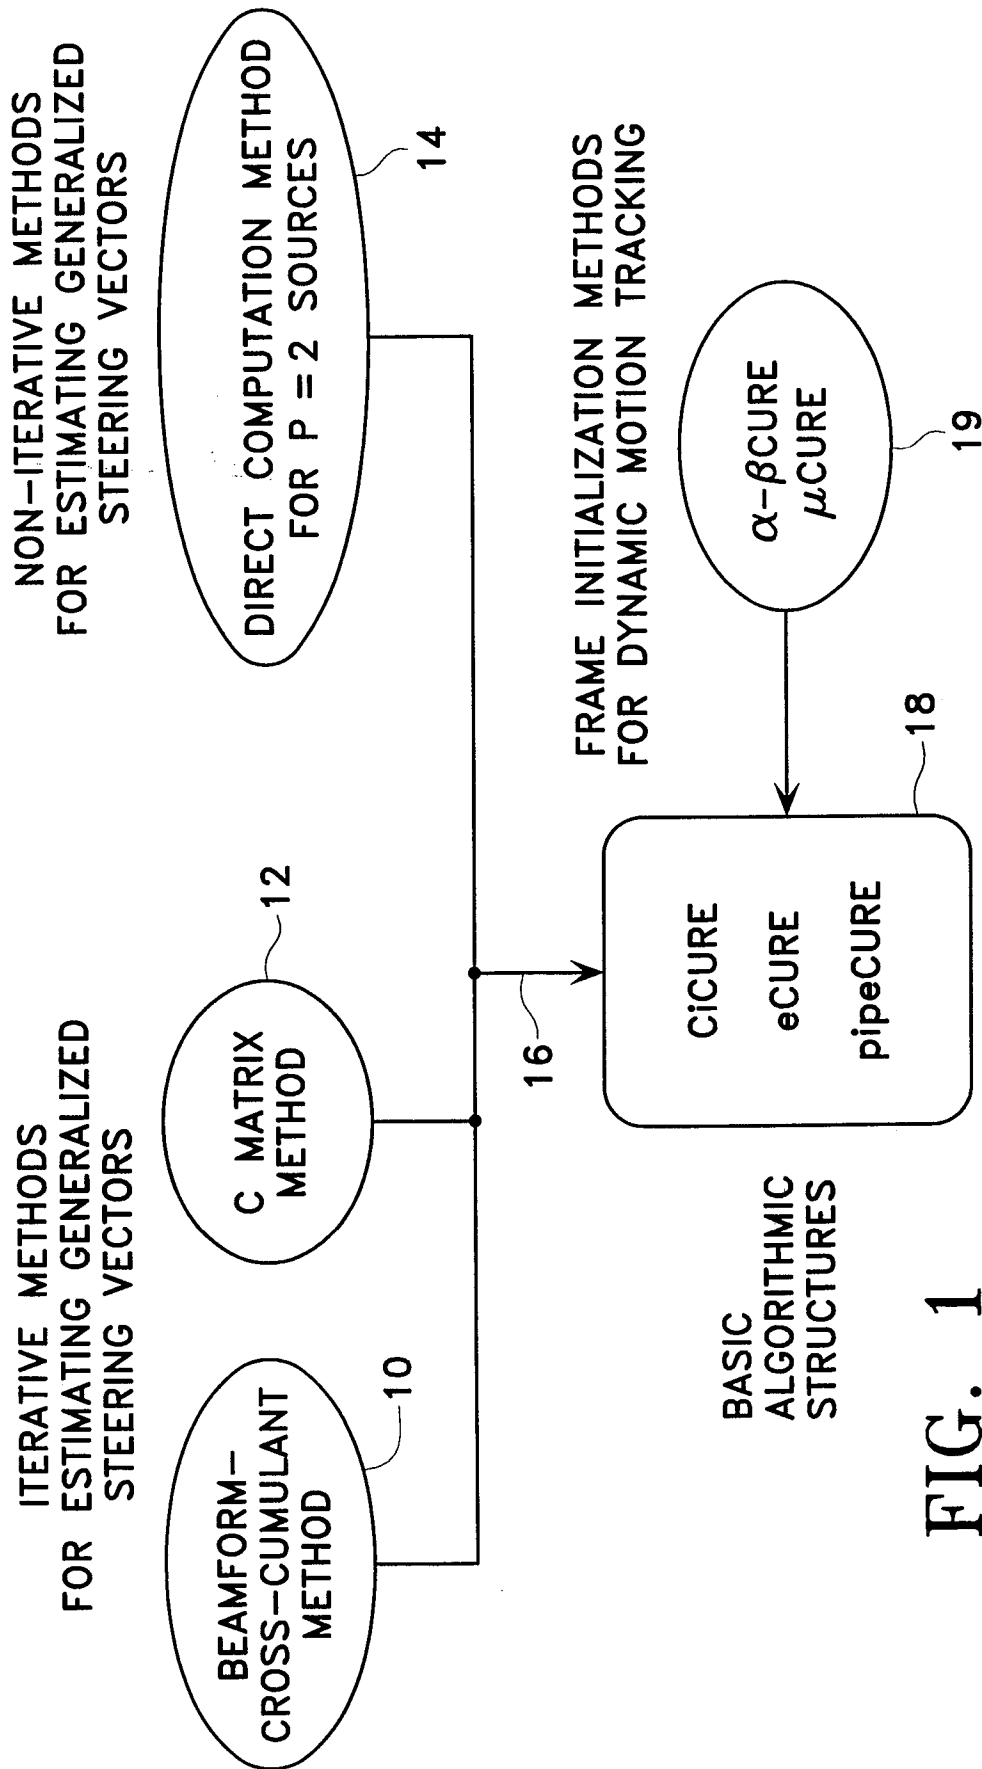 ITERATIVE METHODS
FOR ESTIMATING GENERALIZED
STEERING VECTORS
NON-ITERATIVE METHODS
FOR ESTIMATING GENERALIZED
STEERING VECTORS
BEAMFORM-
CROSS-CUMULANT
METHOD
10
C MATRIX
METHOD
12
DIRECT COMPUTATION METHOD
FOR P = 2 SOURCES
14
16
FRAME INITIALIZATION METHODS
FOR DYNAMIC MOTION TRACKING
BASIC
ALGORITHMIC
STRUCTURES
CiCURE
eCURE
pipeCURE
18
α-βCURE
μCURE
19
FIG. 1